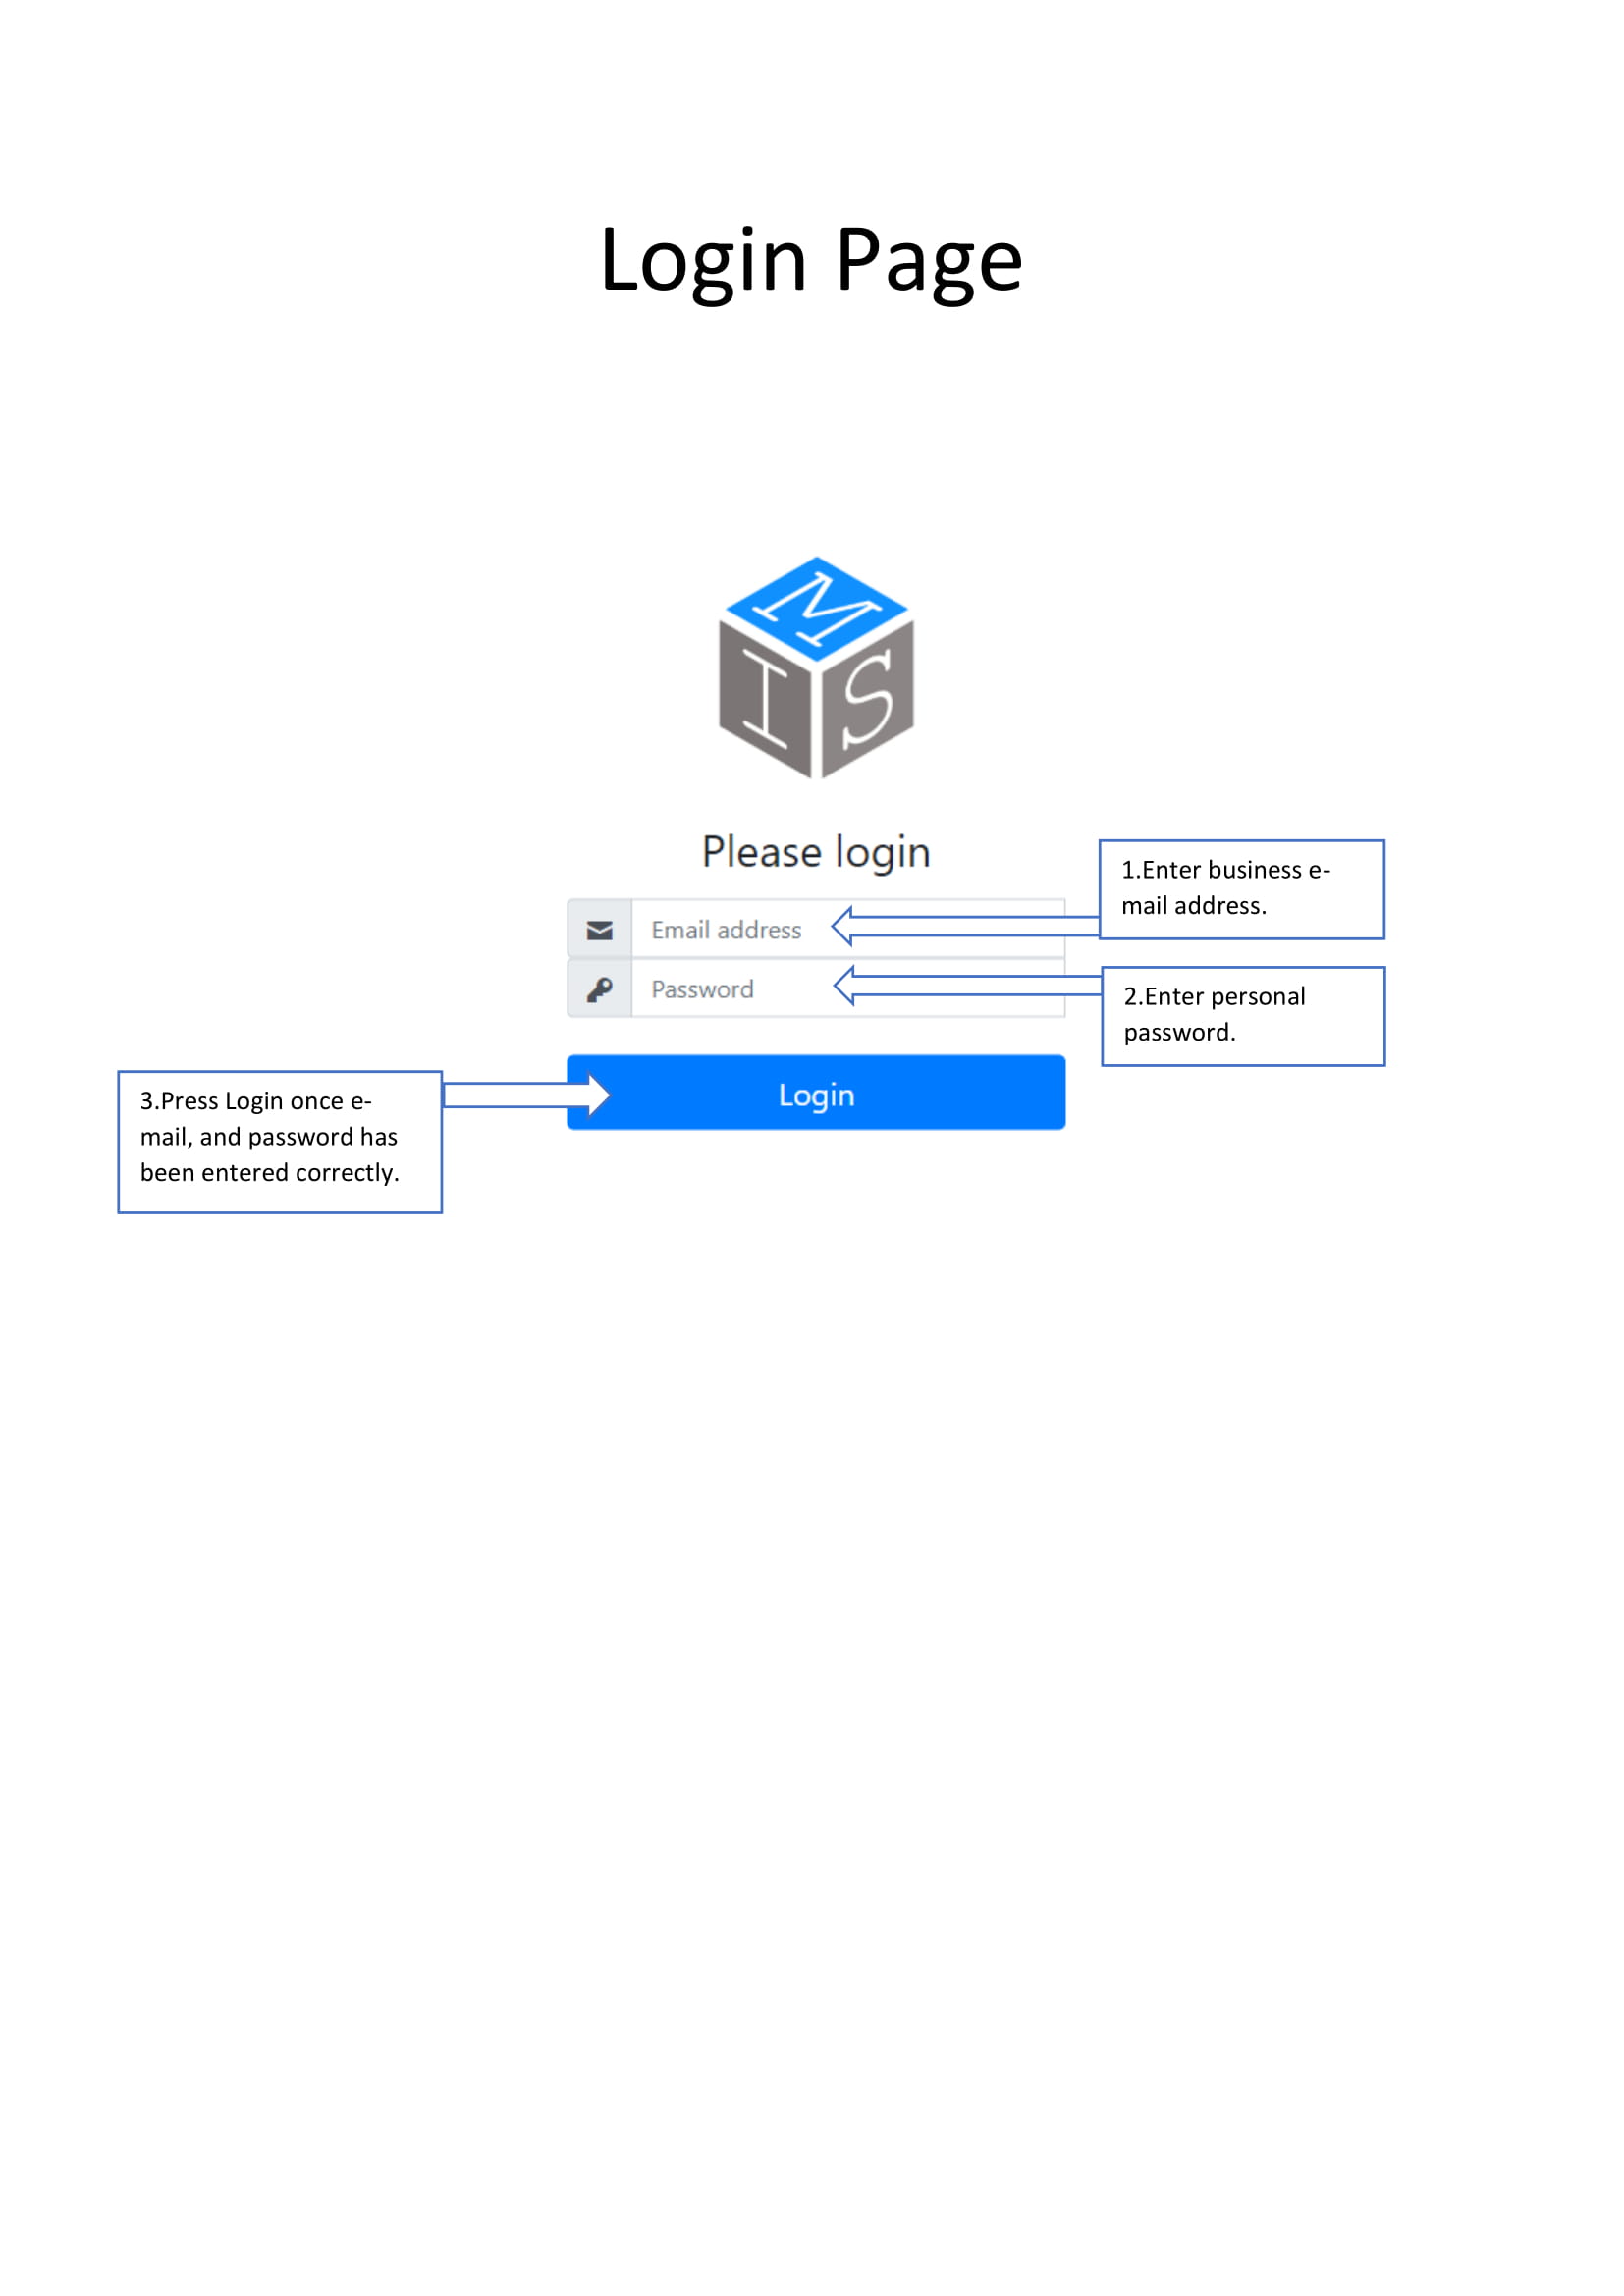 Login Page
M
I S
Please login
1.Enter business e-
mail address.
Email address
2.Enter personal
password.
Password
Login
3.Press Login once e-
mail, and password has
been entered correctly.